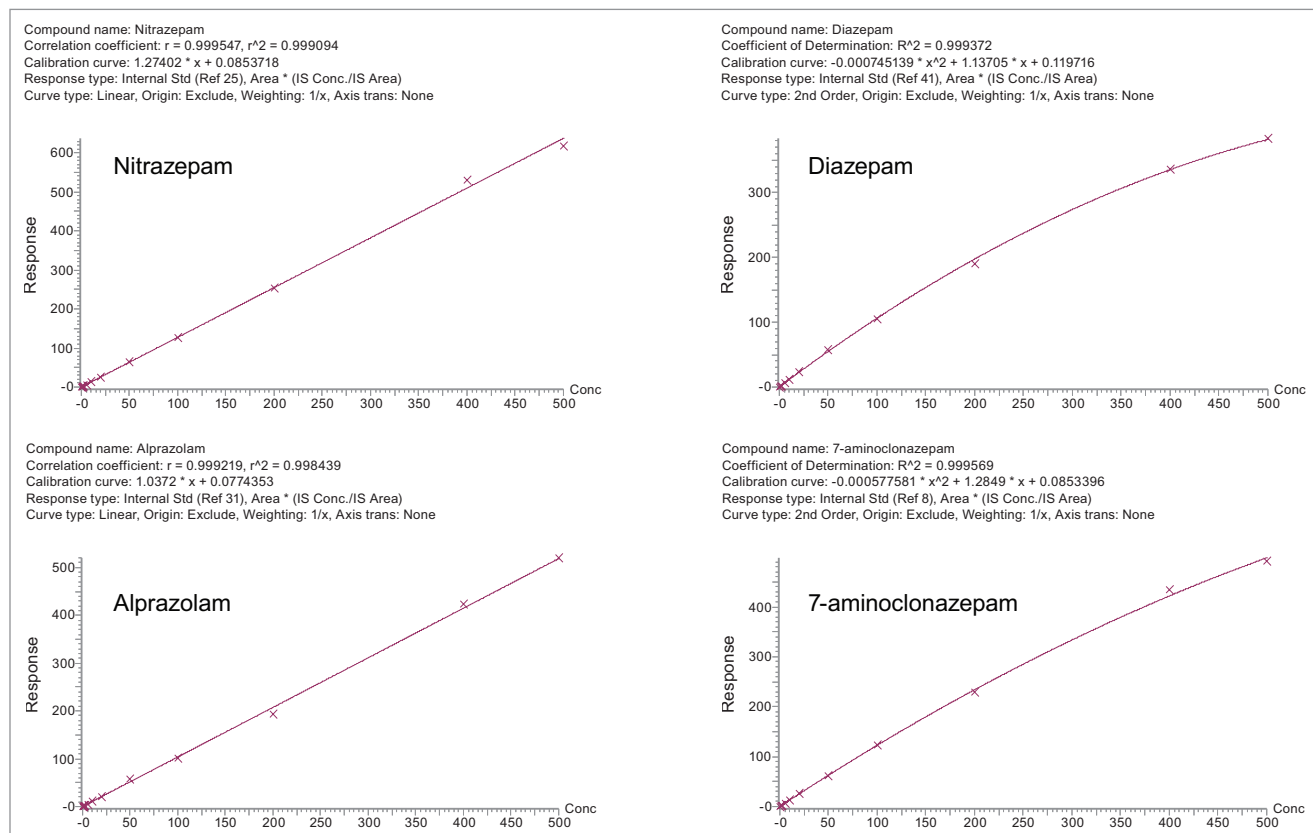 Compound name: Nitrazepam
Correlation coefficient: r = 0.999547, r^2 = 0.999094
Calibration curve: 1.27402 * x + 0.0853718
Response type: Internal Std (Ref 25), Area * (IS Conc./IS Area)
Curve type: Linear, Origin: Exclude, Weighting: 1/x, Axis trans: None
Nitrazepam
Response
600
500
400
300
200
100
-0
Conc
-0 50 100 150 200 250 300 350 400 450 500
Compound name: Diazepam
Coefficient of Determination: R^2 = 0.999372
Calibration curve: -0.000745139 * x^2 + 1.13705 * x + 0.119716
Response type: Internal Std (Ref 41), Area * (IS Conc./IS Area)
Curve type: 2nd Order, Origin: Exclude, Weighting: 1/x, Axis trans: None
Diazepam
Response
300
200
100
-0
Conc
-0 50 100 150 200 250 300 350 400 450 500
Compound name: Alprazolam
Correlation coefficient: r = 0.999219, r^2 = 0.998439
Calibration curve: 1.0372 * x + 0.0774353
Response type: Internal Std (Ref 31), Area * (IS Conc./IS Area)
Curve type: Linear, Origin: Exclude, Weighting: 1/x, Axis trans: None
Alprazolam
Response
500
400
300
200
100
-0
Conc
-0 50 100 150 200 250 300 350 400 450 500
Compound name: 7-aminoclonazepam
Coefficient of Determination: R^2 = 0.999569
Calibration curve: -0.000577581 * x^2 + 1.2849 * x + 0.0853396
Response type: Internal Std (Ref 8), Area * (IS Conc./IS Area)
Curve type: 2nd Order, Origin: Exclude, Weighting: 1/x, Axis trans: None
7-aminoclonazepam
Response
400
300
200
100
-0
Conc
-0 50 100 150 200 250 300 350 400 450 500